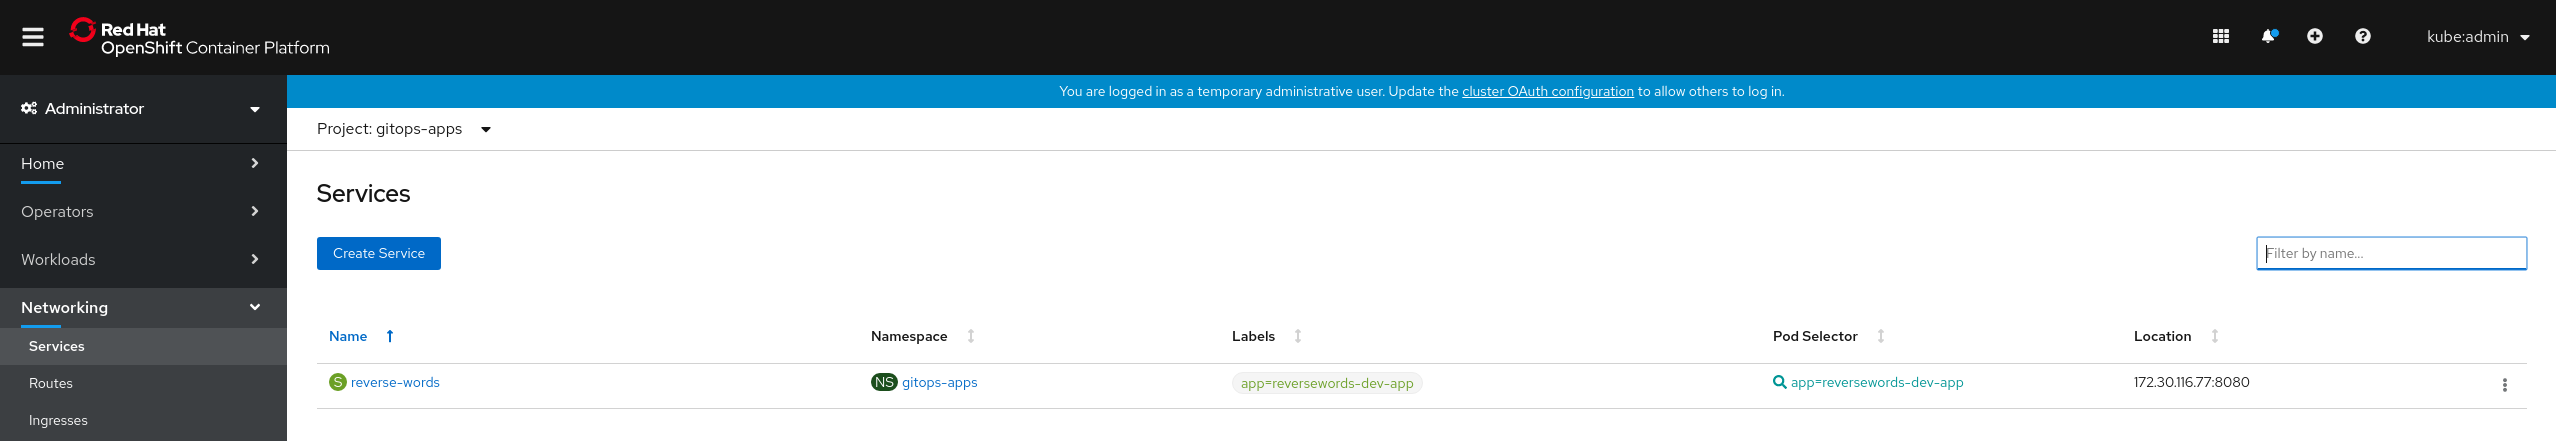 Red Hat
OpenShift Container Platform
kube:admin
Administrator
You are logged in as a temporary administrative user. Update the cluster OAuth configuration to allow others to log in.
Project: gitops-apps
Home
Operators
Workloads
Networking
Services
Routes
Ingresses
Services
Create Service
Filter by name...
Name Namespace Labels Pod Selector Location
S reverse-words NS gitops-apps app=reversewords-dev-app app=reversewords-dev-app 172.30.116.77:8080